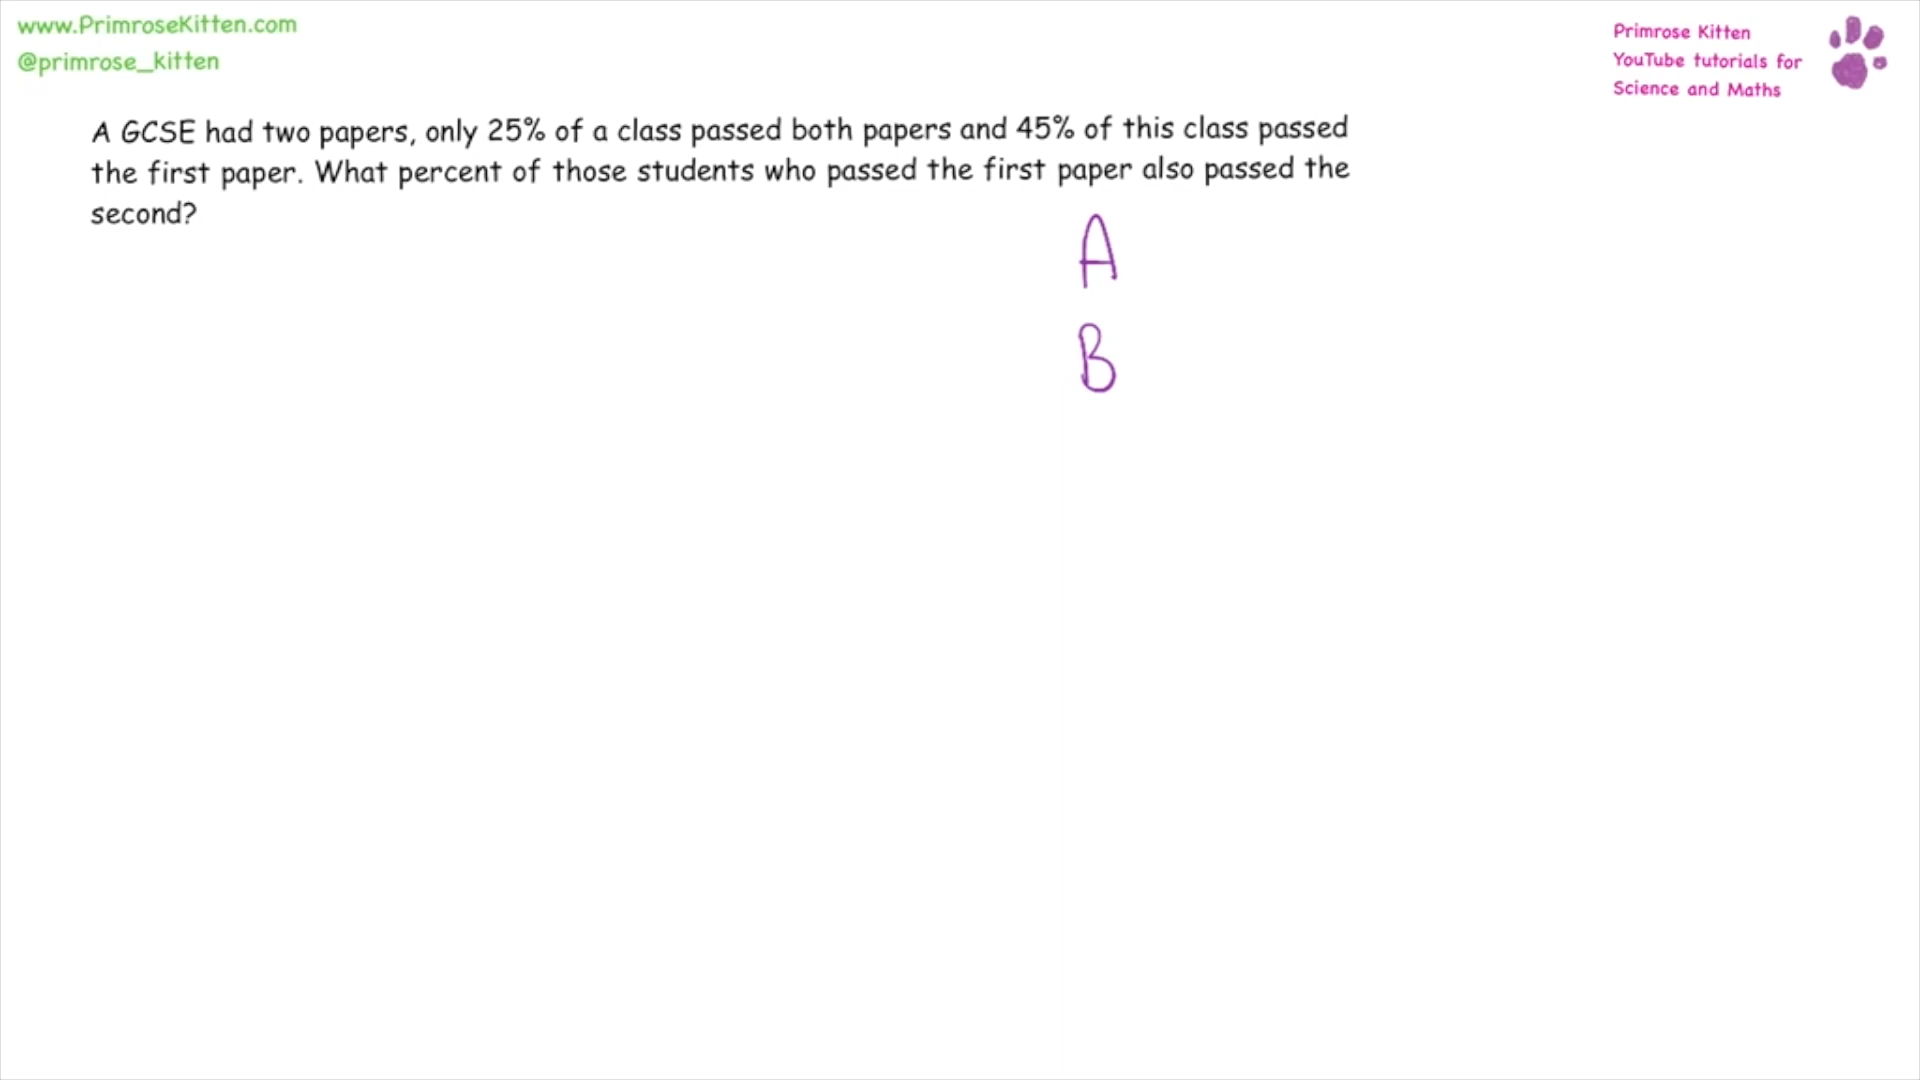 www.PrimroseKitten.com
@primrose_kitten
Primrose Kitten
YouTube tutorials for
Science and Maths
A GCSE had two papers, only 25% of a class passed both papers and 45% of this class passed
the first paper. What percent of those students who passed the first paper also passed the
second?
A
B